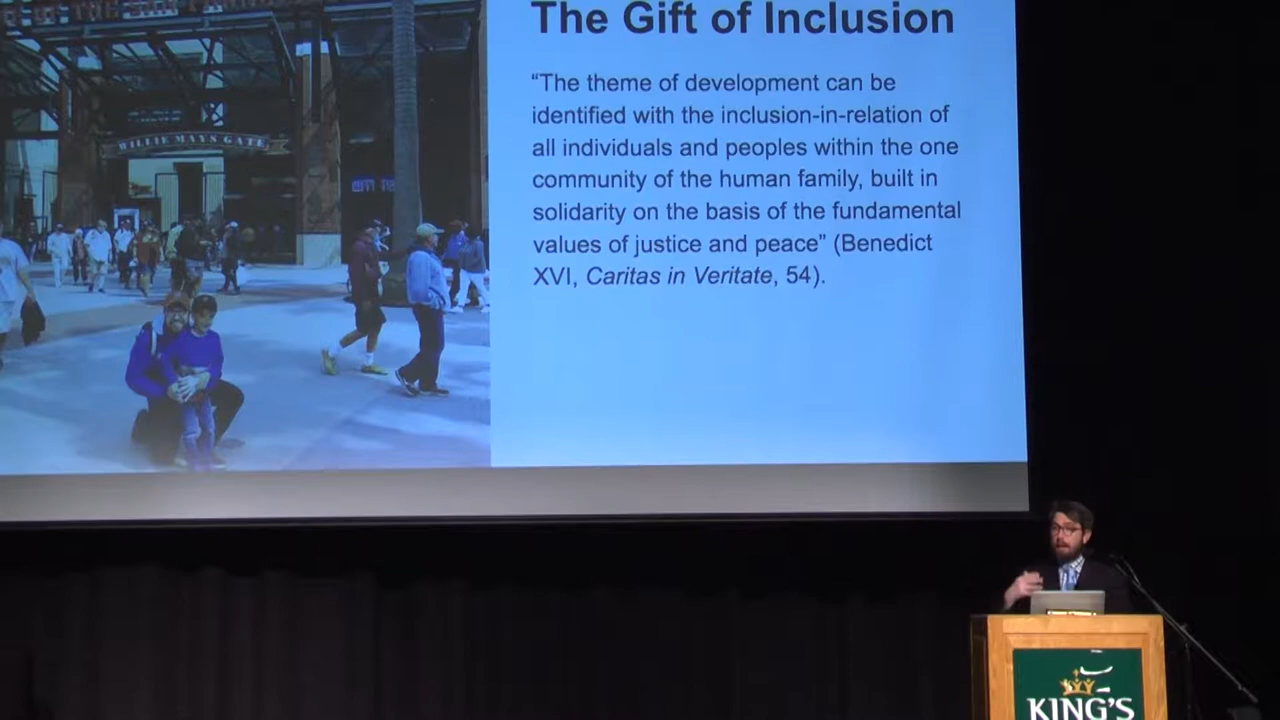 The Gift of Inclusion
“The theme of development can be
identified with the inclusion-in-relation of
all individuals and peoples within the one
community of the human family, built in
solidarity on the basis of the fundamental
values of justice and peace” (Benedict
XVI, Caritas in Veritate, 54).
WILLIE MAYS GATE
KING'S